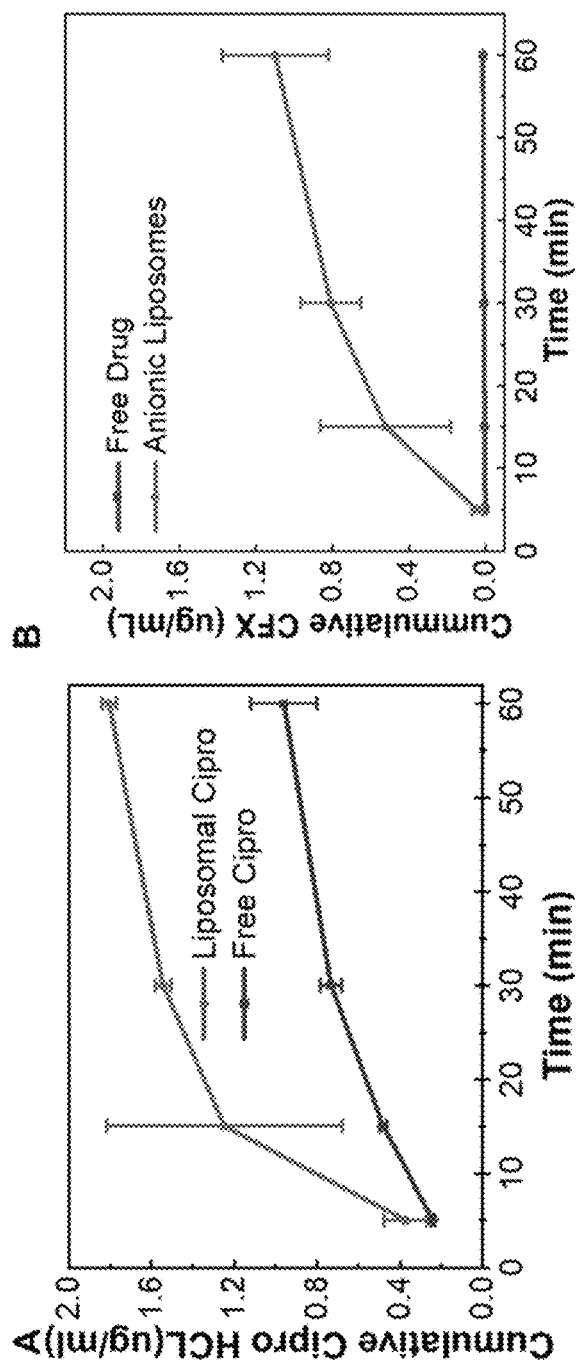 A
Cumulative Cipro HCL(ug/ml)
2.0
1.6
1.2
0.8
0.4
0.0
Liposomal Cipro
Free Cipro
0 10 20 30 40 50 60
Time (min)
B
Cummulative CFX (ug/mL)
2.0
1.6
1.2
0.8
0.4
0.0
Free Drug
Anionic Liposomes
0 10 20 30 40 50 60
Time (min)